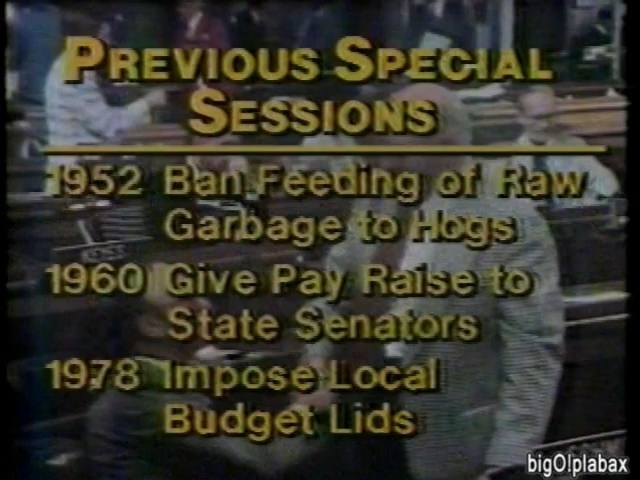 PREVIOUS SPECIAL
SESSIONS
1952 Ban Feeding of Raw
Garbage to Hogs
1960 Give Pay Raise to
State Senators
1978 Impose Local
Budget Lids
bigO!plabax